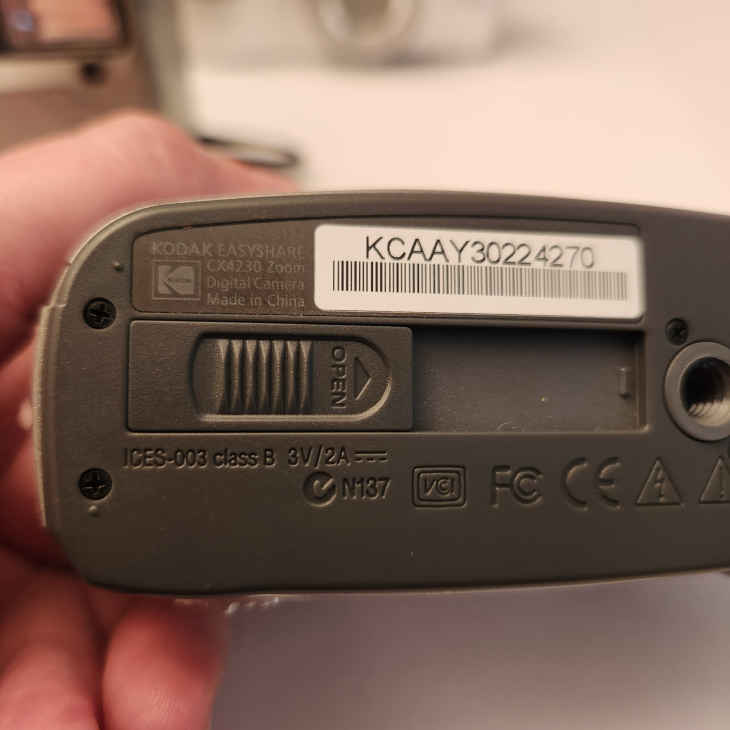 KODAK EASYSHARE
CX4230 Zoom
Digital Camera
Made in China
KCAAY30224270
OPEN
ICES-003 class B 3V/2A
N137
VCI
FC
CE